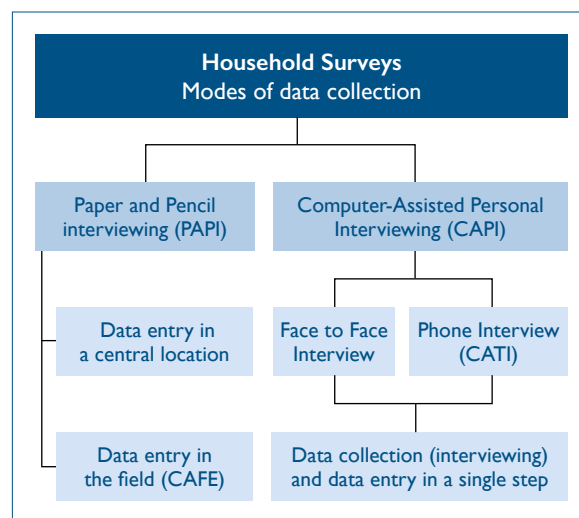 Household Surveys
Modes of data collection
Paper and Pencil
interviewing (PAPI)
Computer-Assisted Personal
Interviewing (CAPI)
Data entry in
a central location
Face to Face
Interview
Phone Interview
(CATI)
Data entry in
the field (CAFE)
Data collection (interviewing)
and data entry in a single step